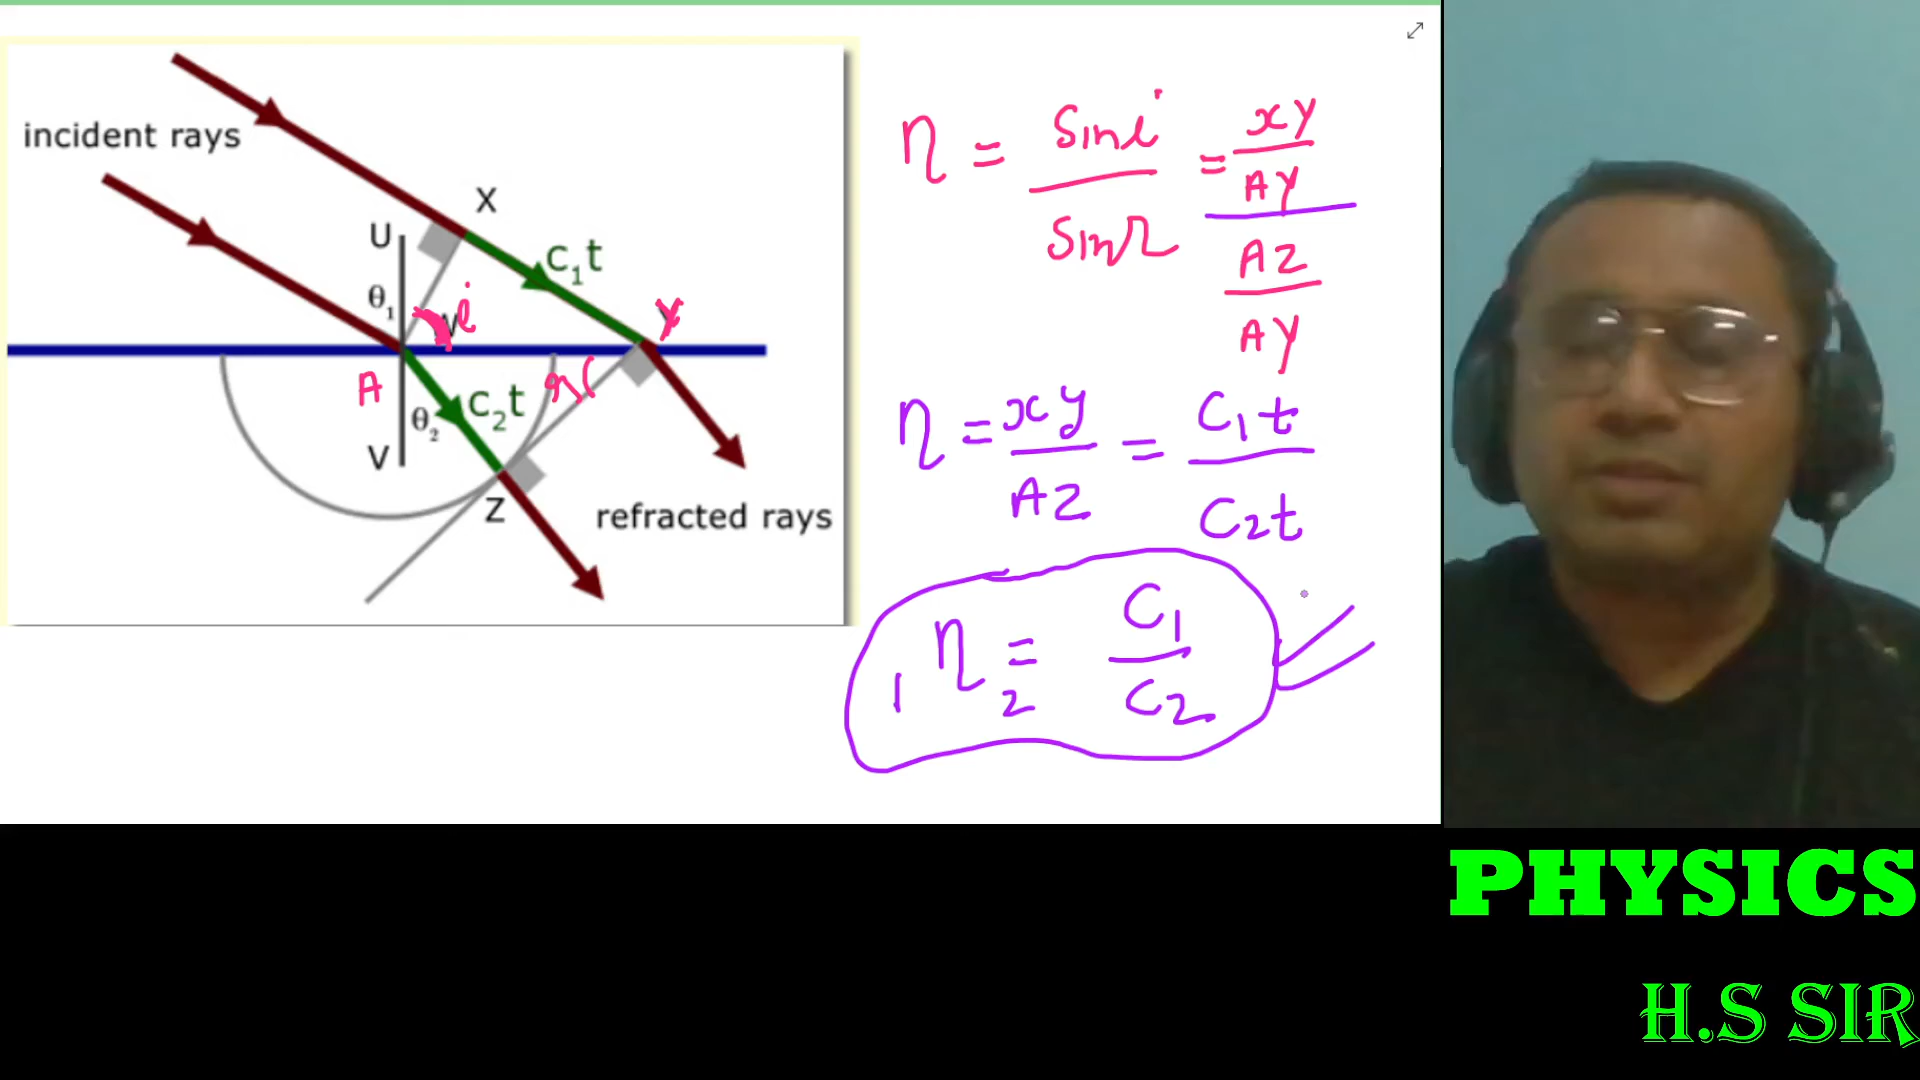 incident rays
X
U
C₁t
θ₁
i
Y
A
r
C₂t
θ₂
V
Z
refracted rays
η = sin i / sin r = xy / AY / AZ / AY
η = xy / AZ = C₁t / C₂t
₁η₂ = C₁ / C₂
PHYSICS
H.S SIR